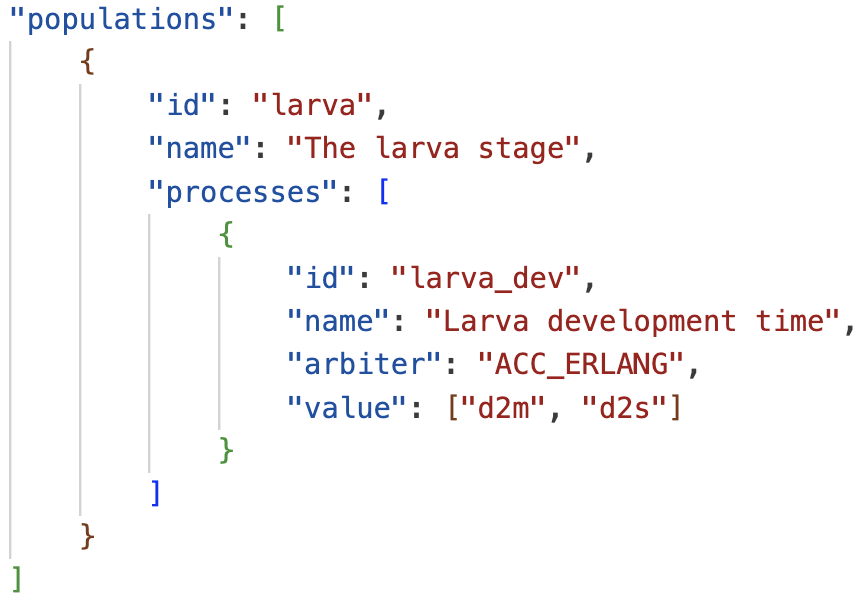 "populations": [
{
"id": "larva",
"name": "The larva stage",
"processes": [
{
"id": "larva_dev",
"name": "Larva development time",
"arbiter": "ACC_ERLANG",
"value": ["d2m", "d2s"]
}
]
}
]